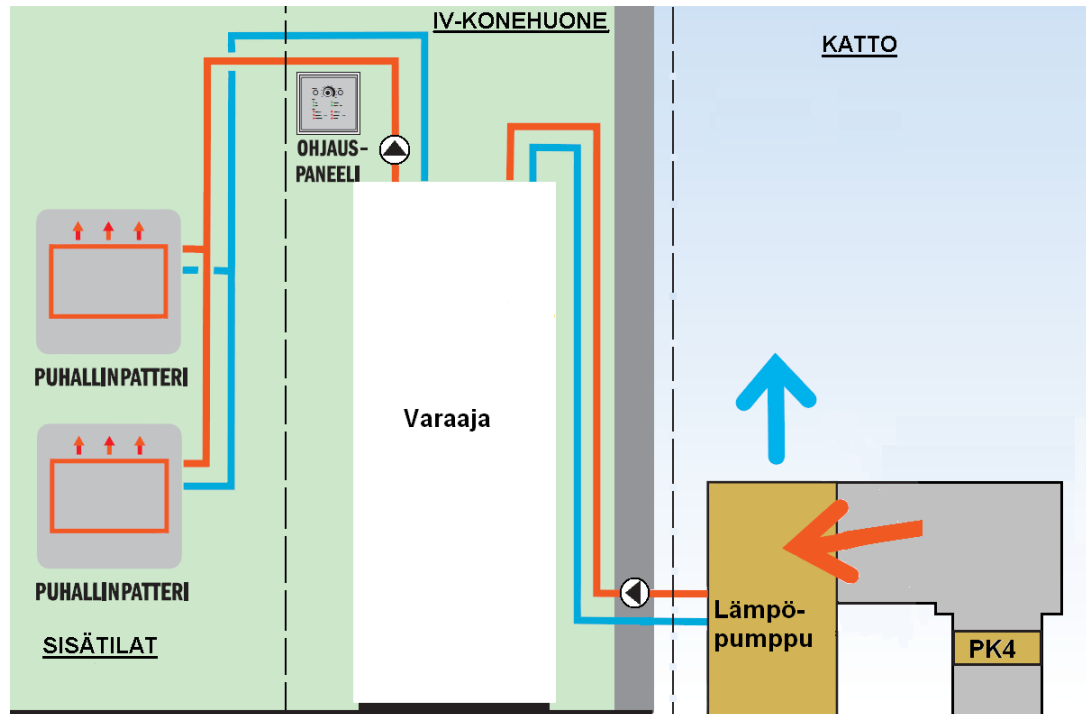 IV-KONEHUONE
KATTO
OHJAUS-
PANEELI
PUHALLINPATTERI
Varaaja
PUHALLINPATTERI
Lämpö-
pumppu
PK4
SISÄTILAT